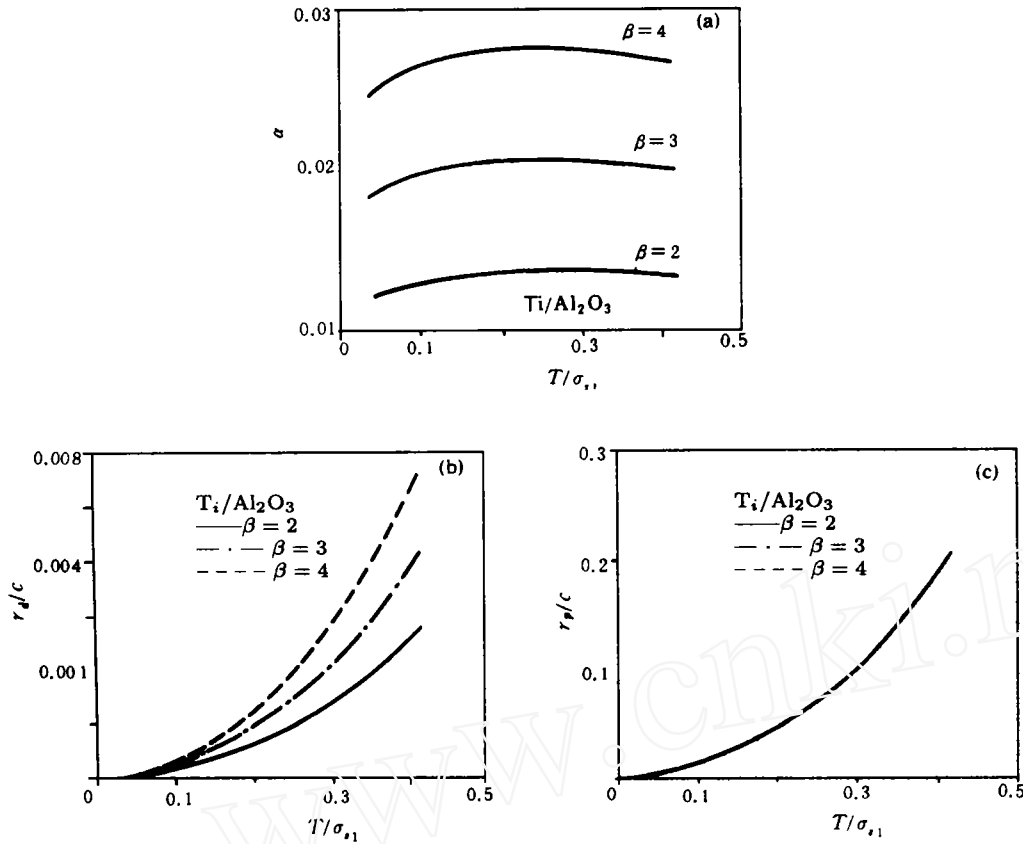 0.03
(a)
β=4
α
β=3
0.02
β=2
Ti/Al₂O₃
0.01
0
0.1
0.3
0.5
T/σₛ₁
0.008
(b)
Tᵢ/Al₂O₃
β = 2
β = 3
β = 4
0.004
r_d/c
0.001
0
0.1
0.3
0.5
T/σₛ₁
0.3
(c)
Tᵢ/Al₂O₃
β = 2
β = 3
β = 4
0.2
r_p/c
0.1
0
0.1
0.3
0.5
T/σₛ₁
www.cnki.n